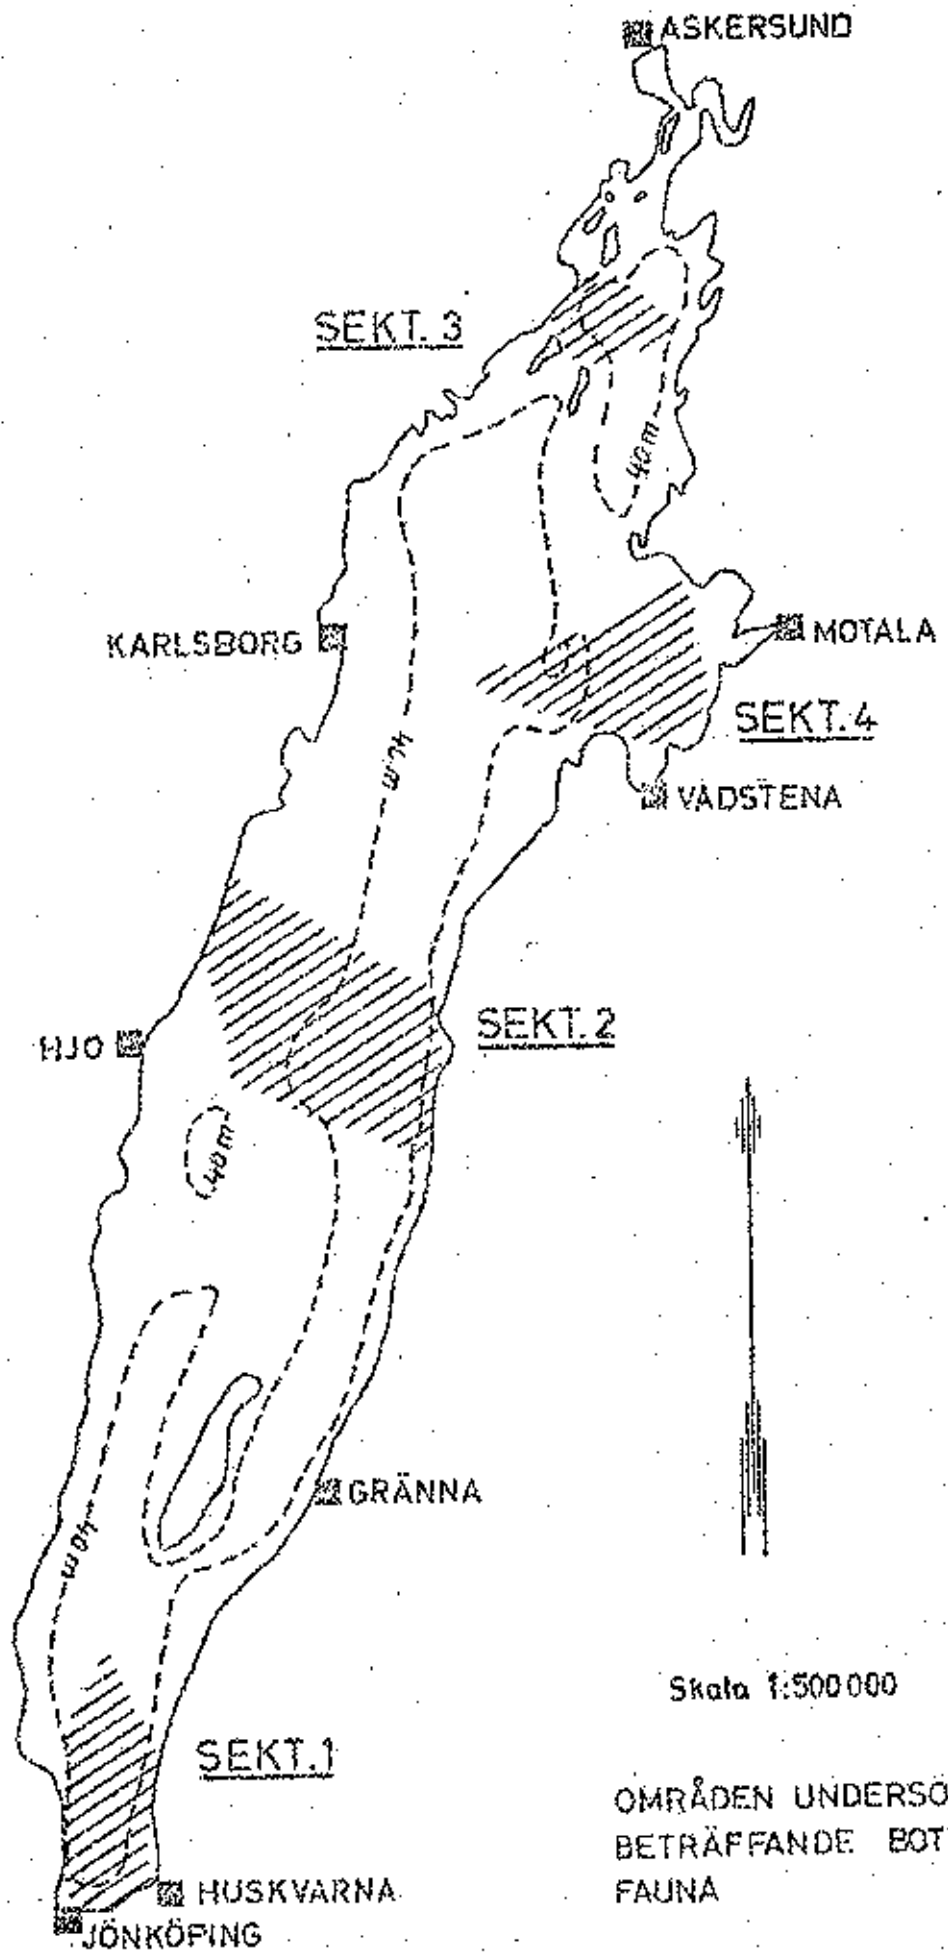 ASKERSUND
SEKT. 3
40 m
KARLSBORG
MOTALA
SEKT. 4
40 m
VADSTENA
SEKT. 2
HJO
40 m
GRÄNNA
40 m
Skala 1:500 000
SEKT. 1
OMRÅDEN UNDERSÖ
BETRÄFFANDE BOT
FAUNA
HUSKVARNA
JÖNKÖPING